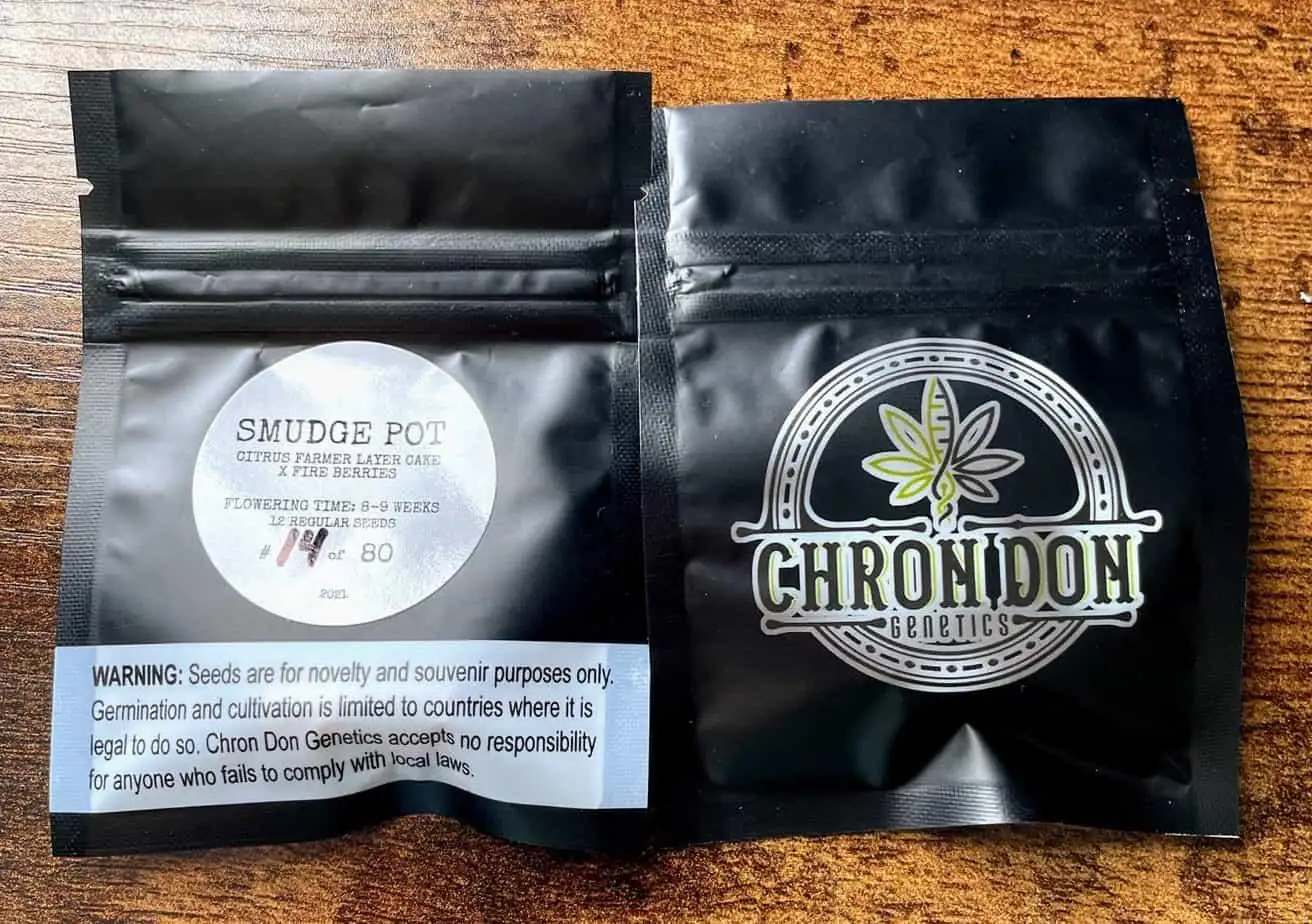 SMUDGE POT
CITRUS FARMER LAYER CAKE
X FIRE BERRIES
FLOWERING TIME: 8-9 WEEKS
12 REGULAR SEEDS
# 14 of 80
2021
WARNING: Seeds are for novelty and souvenir purposes only.
Germination and cultivation is limited to countries where it is
legal to do so. Chron Don Genetics accepts no responsibility
for anyone who fails to comply with local laws.
CHRON DON
GENETICS